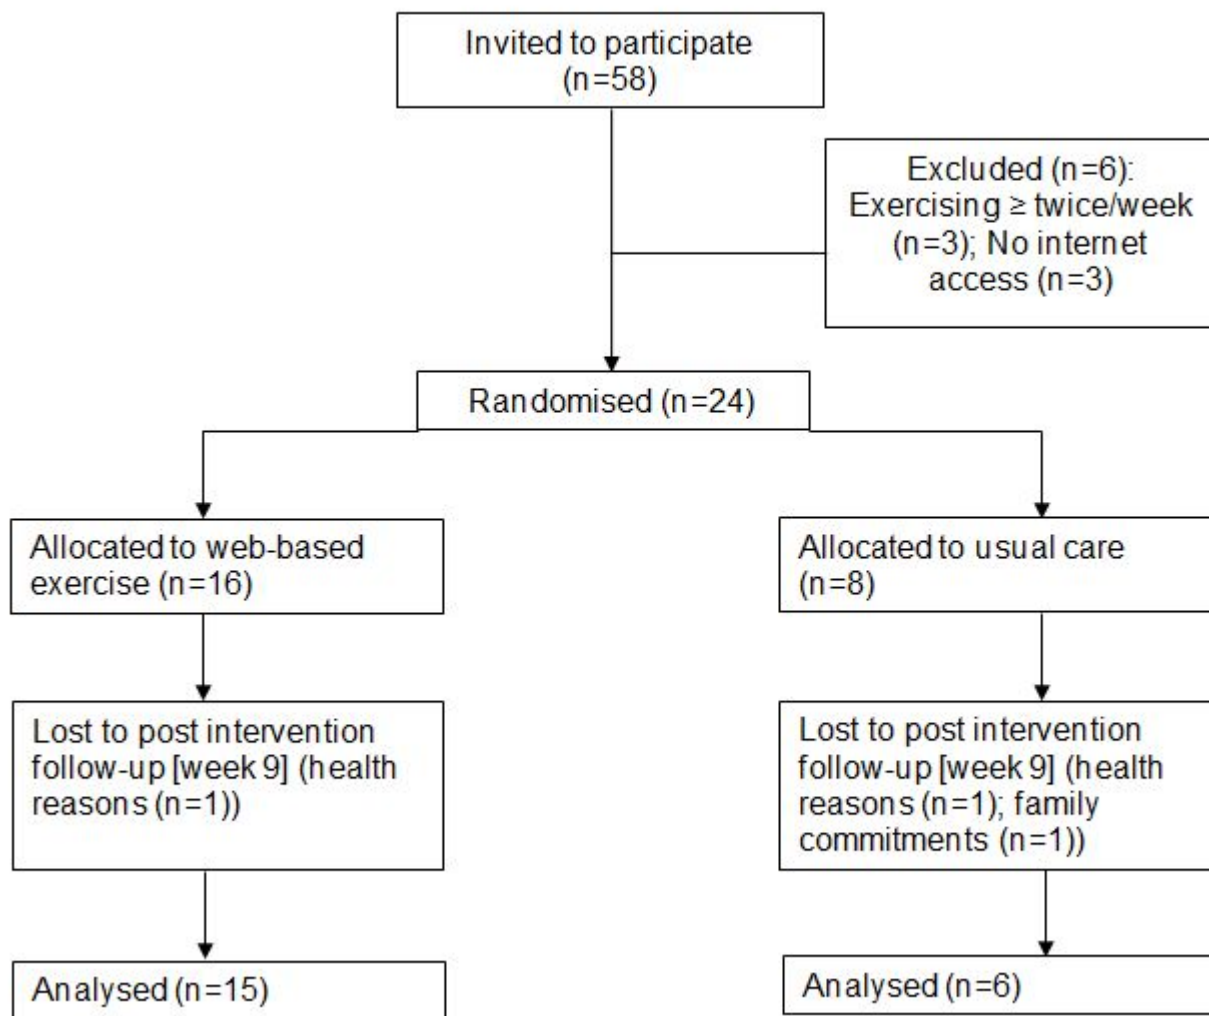 Invited to participate
(n=58)
Excluded (n=6):
Exercising ≥ twice/week
(n=3); No internet
access (n=3)
Randomised (n=24)
Allocated to web-based
exercise (n=16)
Allocated to usual care
(n=8)
Lost to post intervention
follow-up [week 9] (health
reasons (n=1))
Lost to post intervention
follow-up [week 9] (health
reasons (n=1); family
commitments (n=1))
Analysed (n=15)
Analysed (n=6)